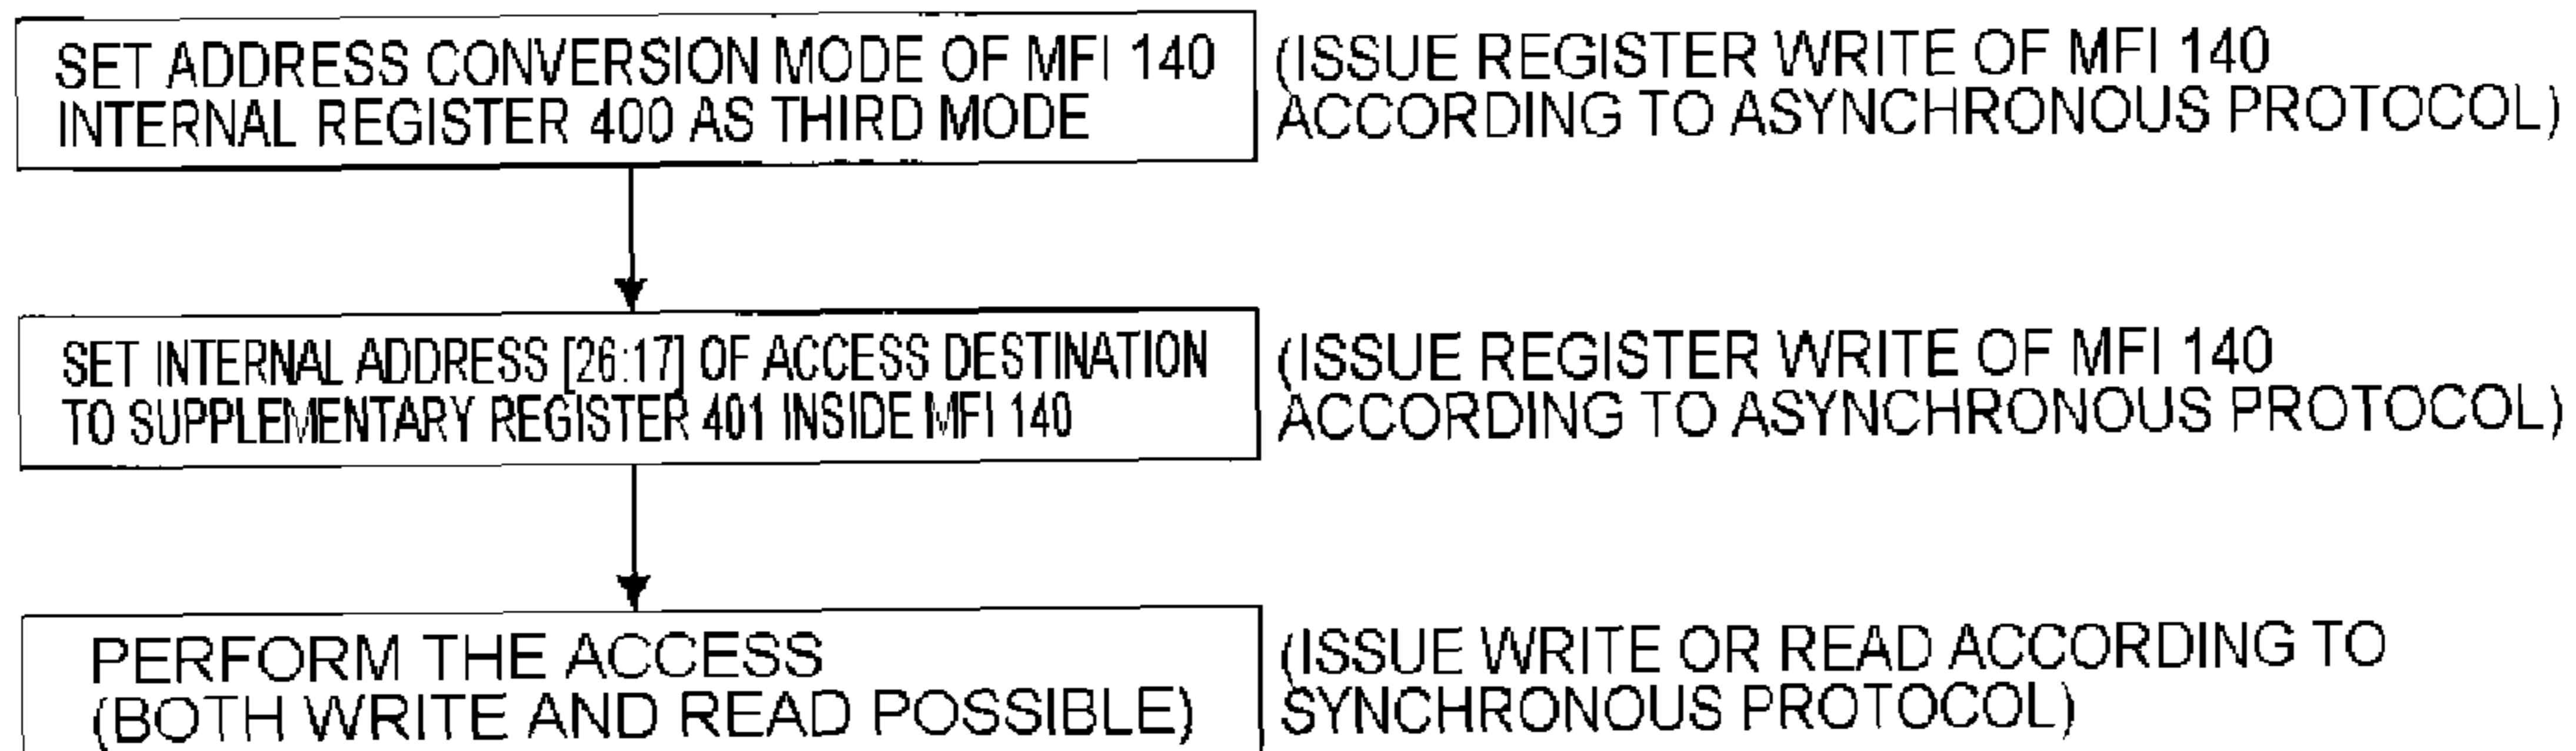 SET ADDRESS CONVERSION MODE OF MFI 140
INTERNAL REGISTER 400 AS THIRD MODE
(ISSUE REGISTER WRITE OF MFI 140
ACCORDING TO ASYNCHRONOUS PROTOCOL)
SET INTERNAL ADDRESS [26:17] OF ACCESS DESTINATION
TO SUPPLEMENTARY REGISTER 401 INSIDE MFI 140
(ISSUE REGISTER WRITE OF MFI 140
ACCORDING TO ASYNCHRONOUS PROTOCOL)
PERFORM THE ACCESS
(BOTH WRITE AND READ POSSIBLE)
(ISSUE WRITE OR READ ACCORDING TO
SYNCHRONOUS PROTOCOL)